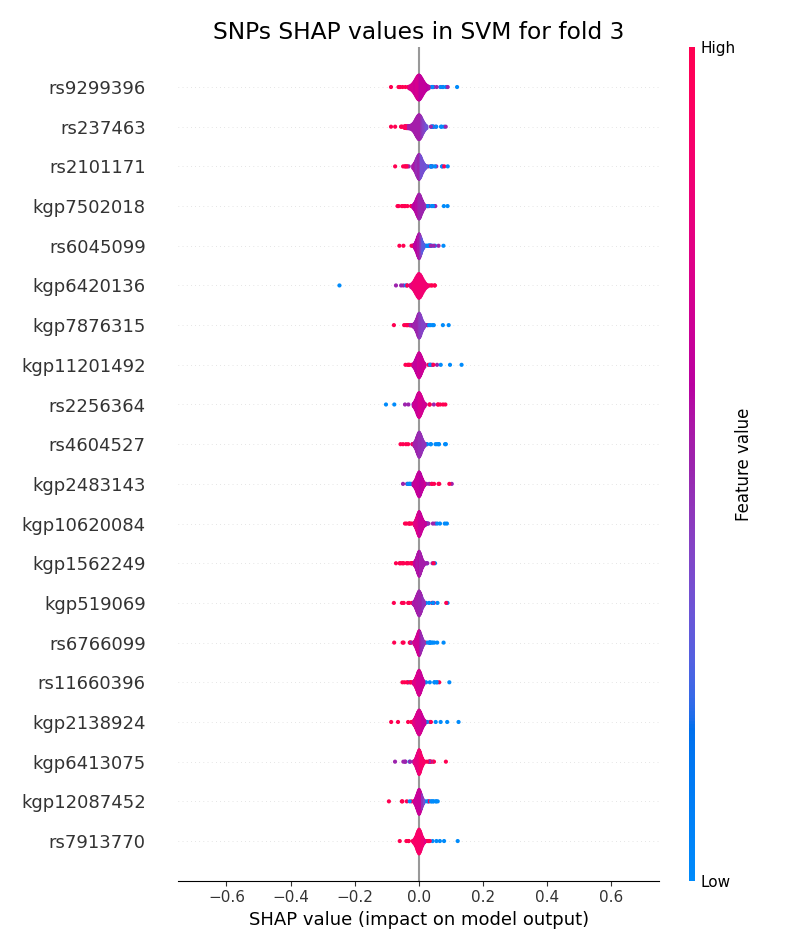 SNPs SHAP values in SVM for fold 3
High
rs9299396
rs237463
rs2101171
kgp7502018
rs6045099
kgp6420136
kgp7876315
kgp11201492
rs2256364
rs4604527
kgp2483143
kgp10620084
kgp1562249
kgp519069
rs6766099
rs11660396
kgp2138924
kgp6413075
kgp12087452
rs7913770
Feature value
Low
−0.6 −0.4 −0.2 0.0 0.2 0.4 0.6
SHAP value (impact on model output)